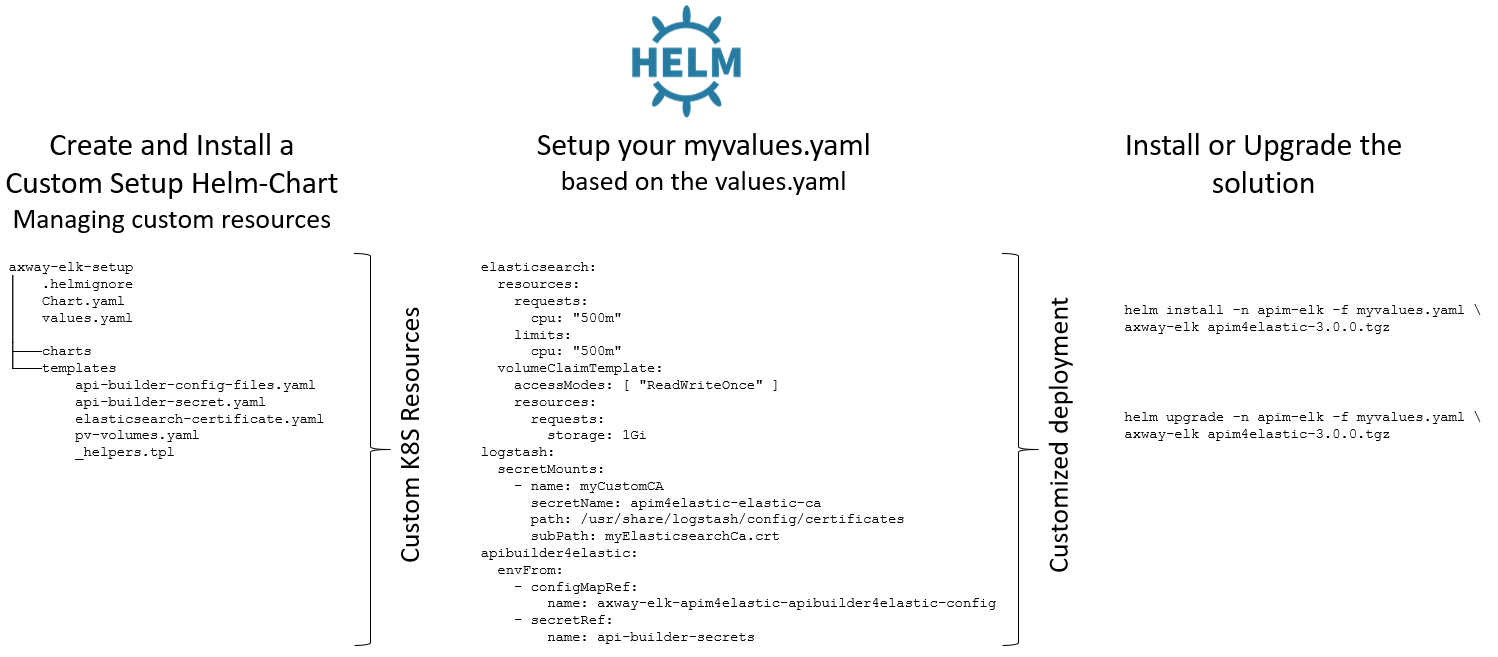 HELM
Create and Install a
Custom Setup Helm-Chart
Managing custom resources
axway-elk-setup
.helmignore
Chart.yaml
values.yaml
charts
templates
api-builder-config-files.yaml
api-builder-secret.yaml
elasticsearch-certificate.yaml
pv-volumes.yaml
_helpers.tpl
Custom K8S Resources
Setup your myvalues.yaml
based on the values.yaml
elasticsearch:
  resources:
    requests:
      cpu: "500m"
    limits:
      cpu: "500m"
  volumeClaimTemplate:
    accessModes: [ "ReadWriteOnce" ]
    resources:
      requests:
        storage: 1Gi
logstash:
  secretMounts:
    - name: myCustomCA
      secretName: apim4elastic-elastic-ca
      path: /usr/share/logstash/config/certificates
      subPath: myElasticsearchCa.crt
apibuilder4elastic:
  envFrom:
    - configMapRef:
        name: axway-elk-apim4elastic-apibuilder4elastic-config
    - secretRef:
        name: api-builder-secrets
Customized deployment
Install or Upgrade the
solution
helm install -n apim-elk -f myvalues.yaml \
axway-elk apim4elastic-3.0.0.tgz
helm upgrade -n apim-elk -f myvalues.yaml \
axway-elk apim4elastic-3.0.0.tgz